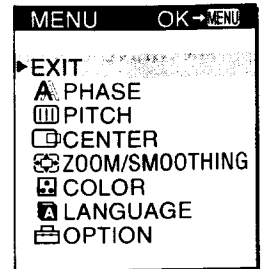 MENU OK→MENU
EXIT
PHASE
PITCH
CENTER
ZOOM/SMOOTHING
COLOR
A LANGUAGE
OPTION